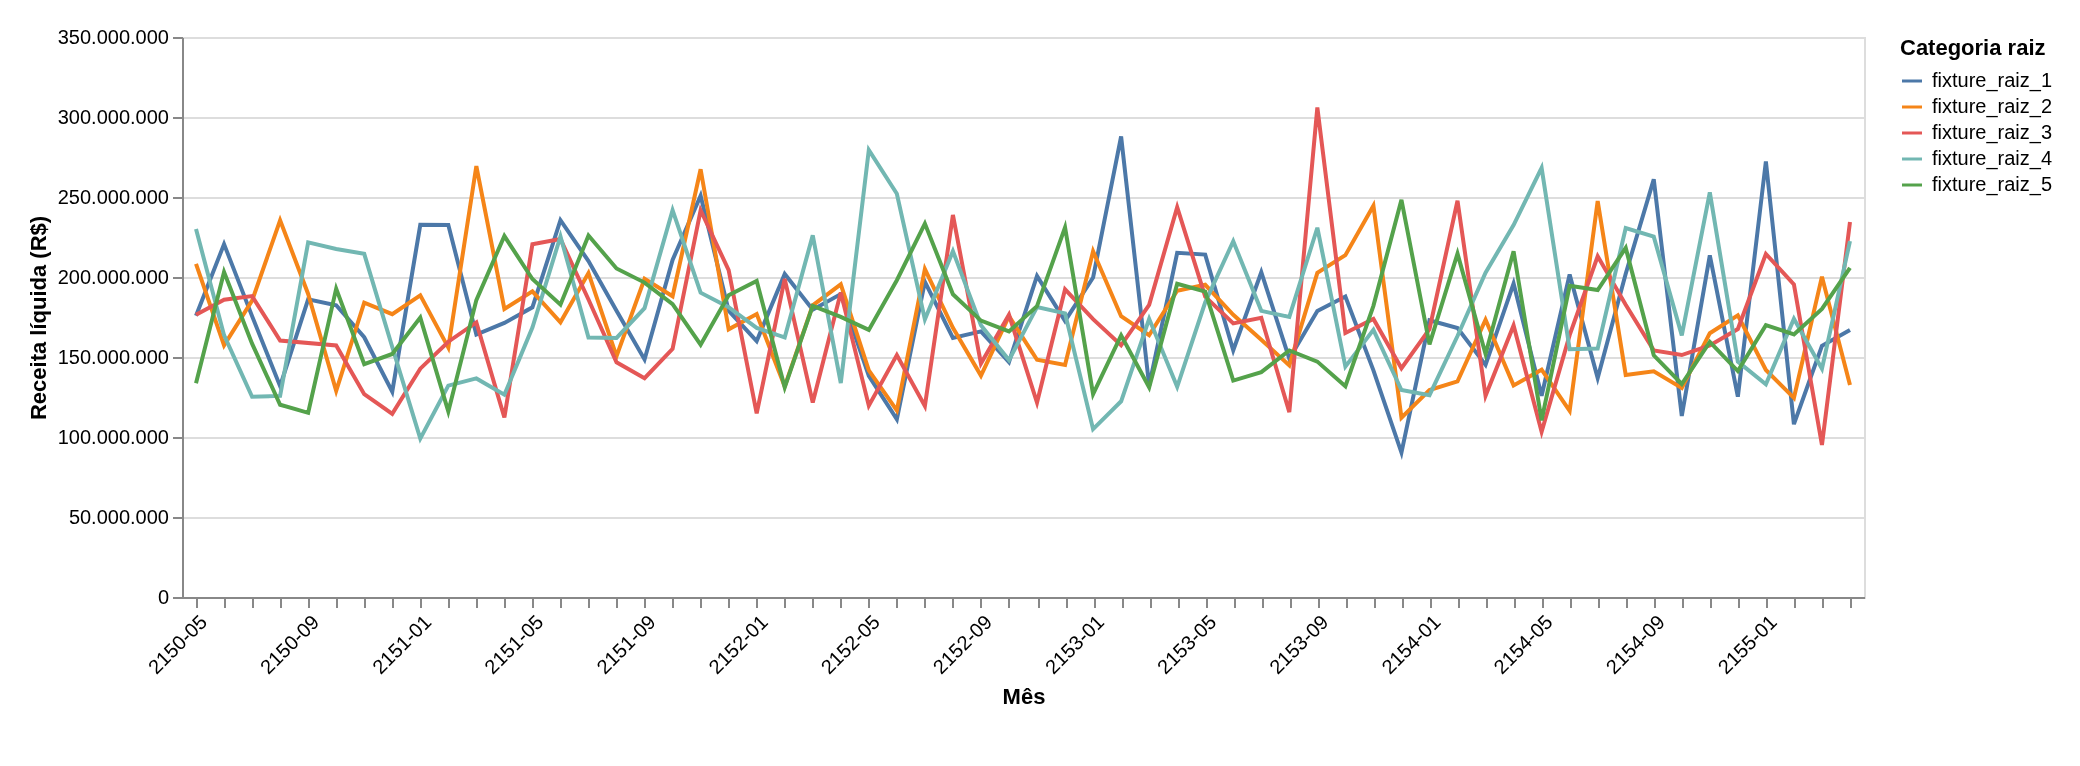 350.000.000
300.000.000
250.000.000
200.000.000
150.000.000
100.000.000
50.000.000
0
Receita líquida (R$)
2150-05
2150-09
2151-01
2151-05
2151-09
2152-01
2152-05
2152-09
2153-01
2153-05
2153-09
2154-01
2154-05
2154-09
2155-01
Mês
Categoria raiz
fixture_raiz_1
fixture_raiz_2
fixture_raiz_3
fixture_raiz_4
fixture_raiz_5